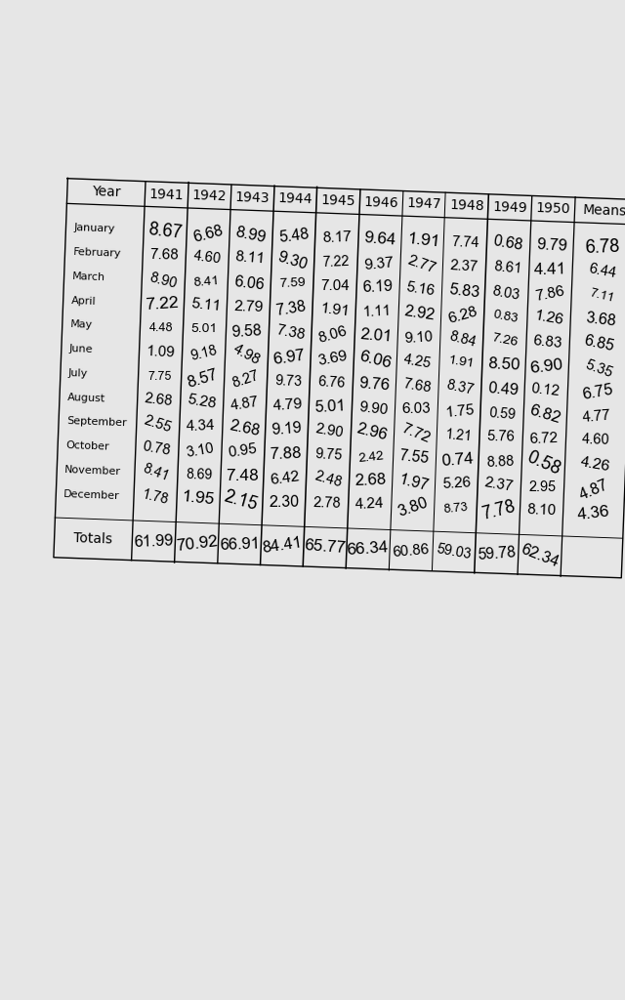 Year 1941 1942 1943 1944 1945 1946 1947 1948 1949 1950 Means
January 8.67 6.68 8.99 5.48 8.17 9.64 1.91 7.74 0.68 9.79 6.78
February 7.68 4.60 8.11 9.30 7.22 9.37 2.77 2.37 8.61 4.41 6.44
March 8.90 8.41 6.06 7.59 7.04 6.19 5.16 5.83 8.03 7.86 7.11
April 7.22 5.11 2.79 7.38 1.91 1.11 2.92 6.28 0.83 1.26 3.68
May 4.48 5.01 9.58 7.38 8.06 2.01 9.10 8.84 7.26 6.83 6.85
June 1.09 9.18 4.98 6.97 3.69 6.06 4.25 1.91 8.50 6.90 5.35
July 7.75 8.57 8.27 9.73 6.76 9.76 7.68 8.37 0.49 0.12 6.75
August 2.68 5.28 4.87 4.79 5.01 9.90 6.03 1.75 0.59 6.82 4.77
September 2.55 4.34 2.68 9.19 2.90 2.96 7.72 1.21 5.76 6.72 4.60
October 0.78 3.10 0.95 7.88 9.75 2.42 7.55 0.74 8.88 0.58 4.26
November 8.41 8.69 7.48 6.42 2.48 2.68 1.97 5.26 2.37 2.95 4.87
December 1.78 1.95 2.15 2.30 2.78 4.24 3.80 8.73 7.78 8.10 4.36
Totals 61.99 70.92 66.91 84.41 65.77 66.34 60.86 59.03 59.78 62.34